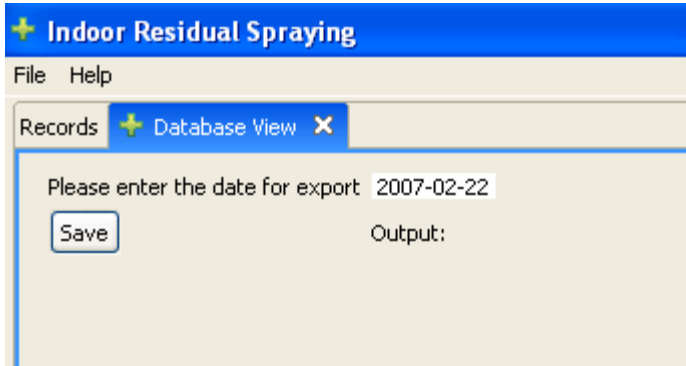 Indoor Residual Spraying
File Help
Records Database View
Please enter the date for export 2007-02-22
Save Output: